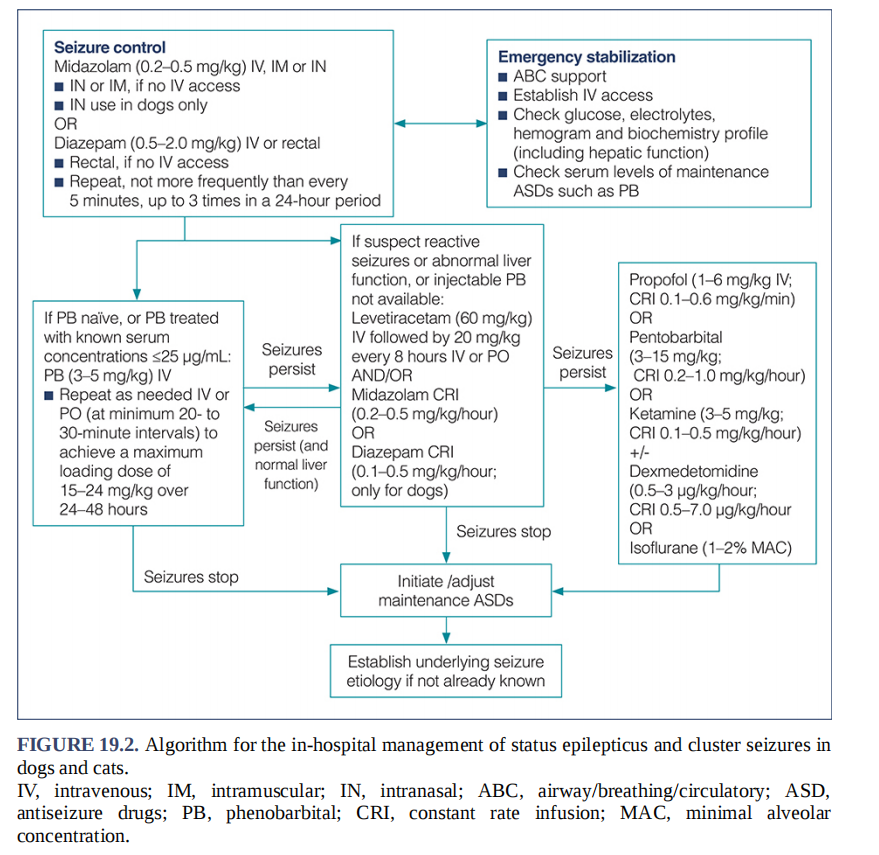 Seizure control
Midazolam (0.2–0.5 mg/kg) IV, IM or IN
■ IN or IM, if no IV access
■ IN use in dogs only
OR
Diazepam (0.5–2.0 mg/kg) IV or rectal
■ Rectal, if no IV access
■ Repeat, not more frequently than every
5 minutes, up to 3 times in a 24-hour period
Emergency stabilization
■ ABC support
■ Establish IV access
■ Check glucose, electrolytes,
hemogram and biochemistry profile
(including hepatic function)
■ Check serum levels of maintenance
ASDs such as PB
If PB naïve, or PB treated
with known serum
concentrations ≤25 µg/mL:
PB (3–5 mg/kg) IV
■ Repeat as needed IV or
PO (at minimum 20- to
30-minute intervals) to
achieve a maximum
loading dose of
15–24 mg/kg over
24–48 hours
Seizures
persist
Seizures
persist (and
normal liver
function)
If suspect reactive
seizures or abnormal liver
function, or injectable PB
not available:
Levetiracetam (60 mg/kg)
IV followed by 20 mg/kg
every 8 hours IV or PO
AND/OR
Midazolam CRI
(0.2–0.5 mg/kg/hour)
OR
Diazepam CRI
(0.1–0.5 mg/kg/hour;
only for dogs)
Seizures
persist
Propofol (1–6 mg/kg IV;
CRI 0.1–0.6 mg/kg/min)
OR
Pentobarbital
(3–15 mg/kg;
CRI 0.2–1.0 mg/kg/hour)
OR
Ketamine (3–5 mg/kg;
CRI 0.1–0.5 mg/kg/hour)
+/-
Dexmedetomidine
(0.5–3 µg/kg/hour;
CRI 0.5–7.0 µg/kg/hour
OR
Isoflurane (1–2% MAC)
Seizures stop
Seizures stop
Initiate /adjust
maintenance ASDs
Establish underlying seizure
etiology if not already known
FIGURE 19.2. Algorithm for the in-hospital management of status epilepticus and cluster seizures in
dogs and cats.
IV, intravenous; IM, intramuscular; IN, intranasal; ABC, airway/breathing/circulatory; ASD,
antiseizure drugs; PB, phenobarbital; CRI, constant rate infusion; MAC, minimal alveolar
concentration.